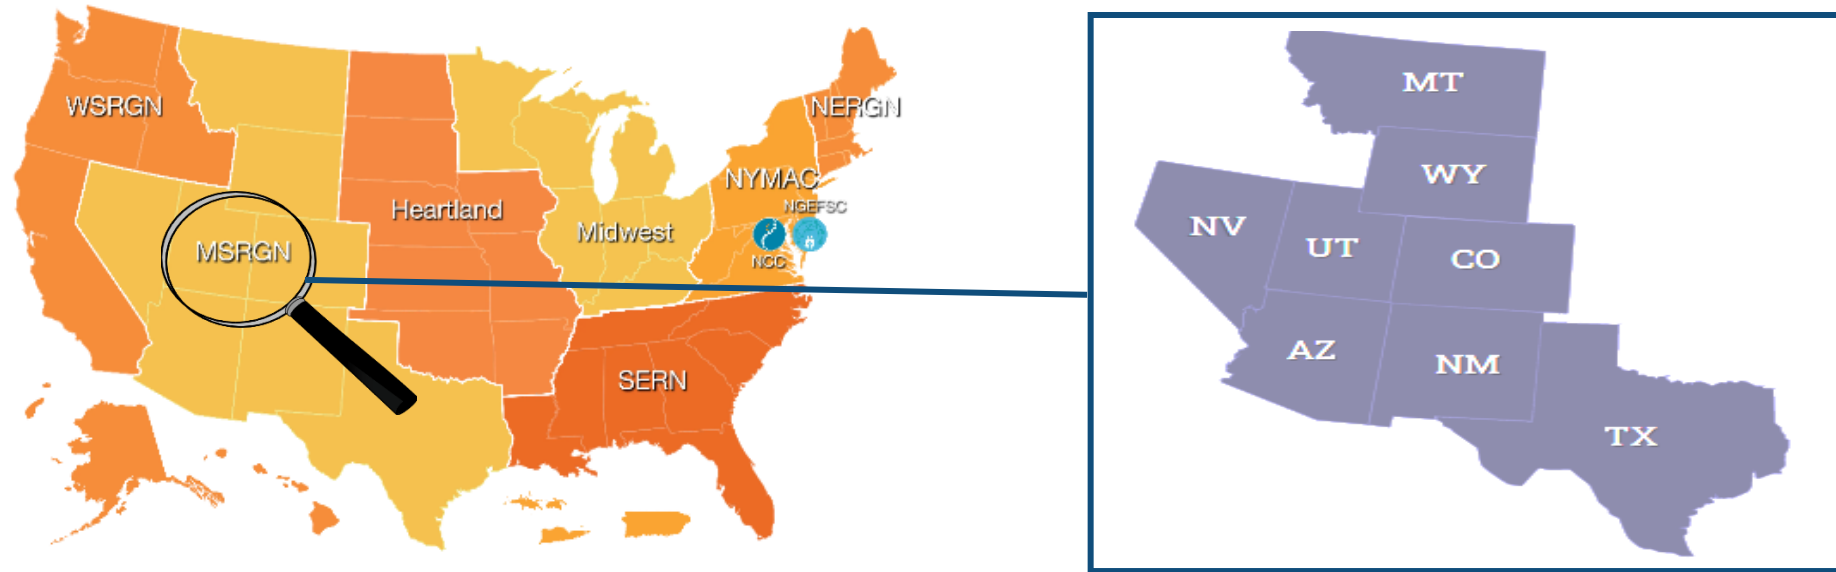 WSRGN
NERGN
NYMAC
Heartland
NGEFSC
Midwest
MSRGN
NCC
SERN
MT
WY
NV
UT
CO
AZ
NM
TX